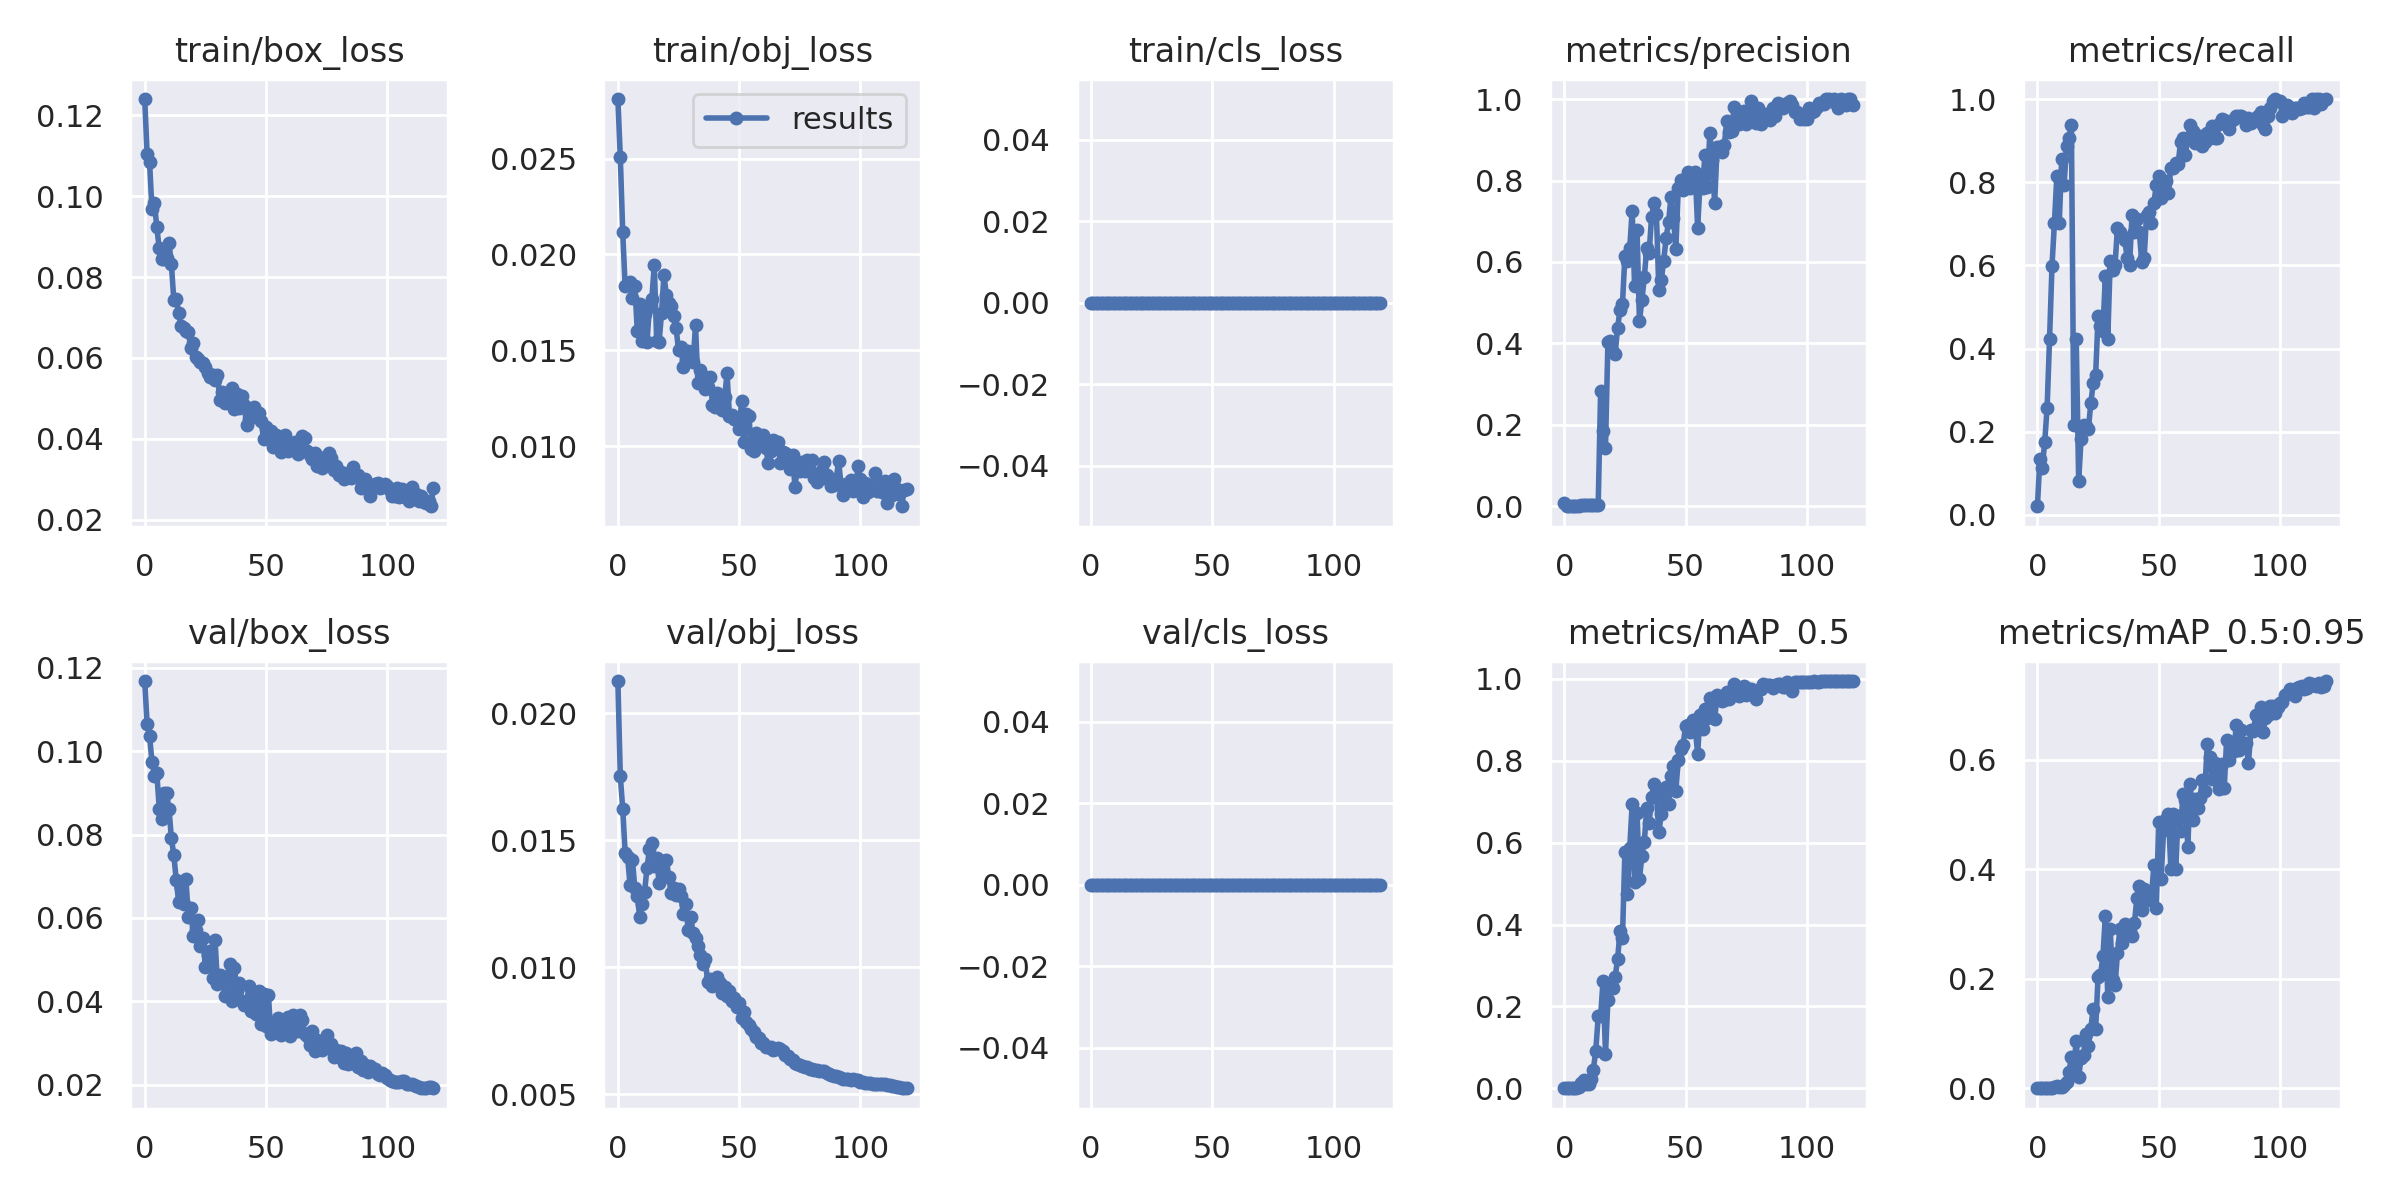 train/box_loss
0.12
0.10
0.08
0.06
0.04
0.02
0 50 100
train/obj_loss
results
0.025
0.020
0.015
0.010
0 50 100
train/cls_loss
0.04
0.02
0.00
−0.02
−0.04
0 50 100
metrics/precision
1.0
0.8
0.6
0.4
0.2
0.0
0 50 100
metrics/recall
1.0
0.8
0.6
0.4
0.2
0.0
0 50 100
val/box_loss
0.12
0.10
0.08
0.06
0.04
0.02
0 50 100
val/obj_loss
0.020
0.015
0.010
0.005
0 50 100
val/cls_loss
0.04
0.02
0.00
−0.02
−0.04
0 50 100
metrics/mAP_0.5
1.0
0.8
0.6
0.4
0.2
0.0
0 50 100
metrics/mAP_0.5:0.95
0.6
0.4
0.2
0.0
0 50 100